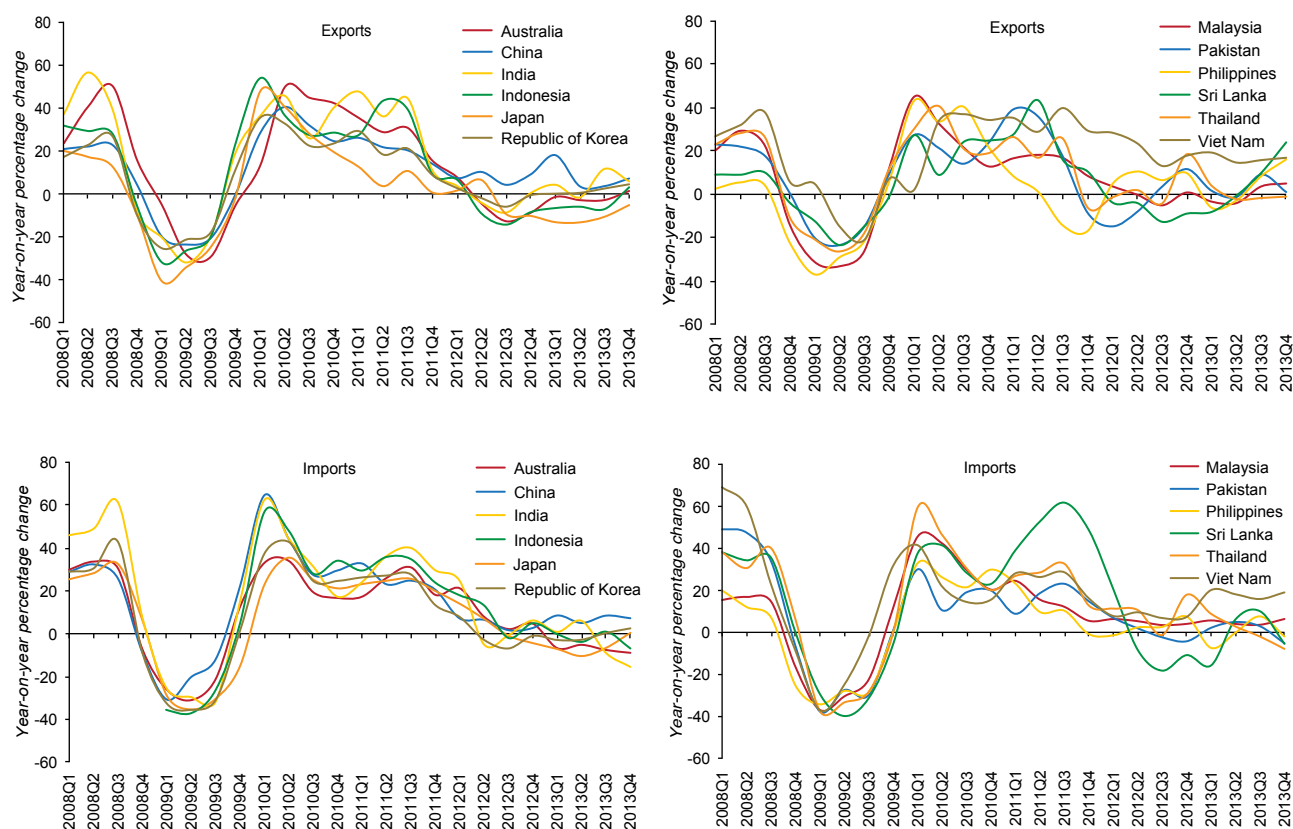 Exports
Year-on-year percentage change
80
60
40
20
0
-20
-40
-60
Australia
China
India
Indonesia
Japan
Republic of Korea
2008Q1
2008Q2
2008Q3
2008Q4
2009Q1
2009Q2
2009Q3
2009Q4
2010Q1
2010Q2
2010Q3
2010Q4
2011Q1
2011Q2
2011Q3
2011Q4
2012Q1
2012Q2
2012Q3
2012Q4
2013Q1
2013Q2
2013Q3
2013Q4
Exports
Year-on-year percentage change
80
60
40
20
0
-20
-40
-60
Malaysia
Pakistan
Philippines
Sri Lanka
Thailand
Viet Nam
2008Q1
2008Q2
2008Q3
2008Q4
2009Q1
2009Q2
2009Q3
2009Q4
2010Q1
2010Q2
2010Q3
2010Q4
2011Q1
2011Q2
2011Q3
2011Q4
2012Q1
2012Q2
2012Q3
2012Q4
2013Q1
2013Q2
2013Q3
2013Q4
Imports
Year-on-year percentage change
80
60
40
20
0
-20
-40
-60
Australia
China
India
Indonesia
Japan
Republic of Korea
2008Q1
2008Q2
2008Q3
2008Q4
2009Q1
2009Q2
2009Q3
2009Q4
2010Q1
2010Q2
2010Q3
2010Q4
2011Q1
2011Q2
2011Q3
2011Q4
2012Q1
2012Q2
2012Q3
2012Q4
2013Q1
2013Q2
2013Q3
2013Q4
Imports
Year-on-year percentage change
80
60
40
20
0
-20
-40
-60
Malaysia
Pakistan
Philippines
Sri Lanka
Thailand
Viet Nam
2008Q1
2008Q2
2008Q3
2008Q4
2009Q1
2009Q2
2009Q3
2009Q4
2010Q1
2010Q2
2010Q3
2010Q4
2011Q1
2011Q2
2011Q3
2011Q4
2012Q1
2012Q2
2012Q3
2012Q4
2013Q1
2013Q2
2013Q3
2013Q4